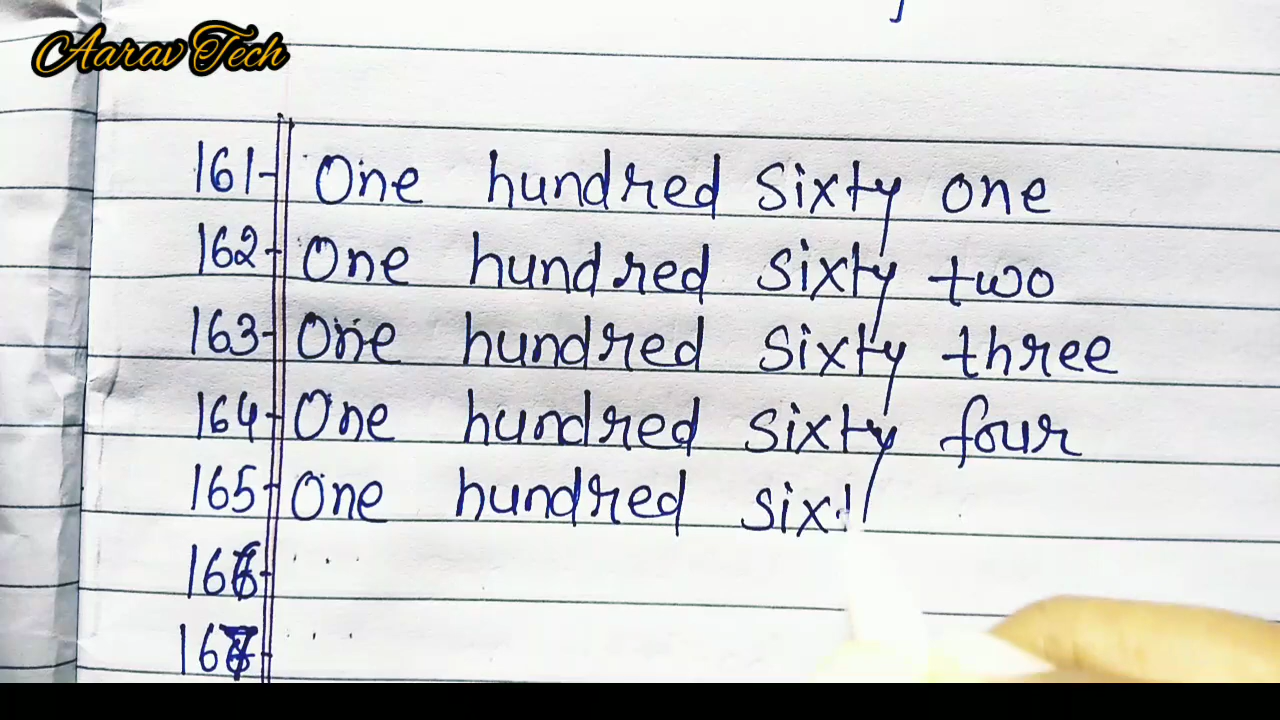 Aarav Tech
161- One hundred sixty one
162- One hundred sixty two
163- One hundred sixty three
164- One hundred sixty four
165- One hundred sixt
166-
167-